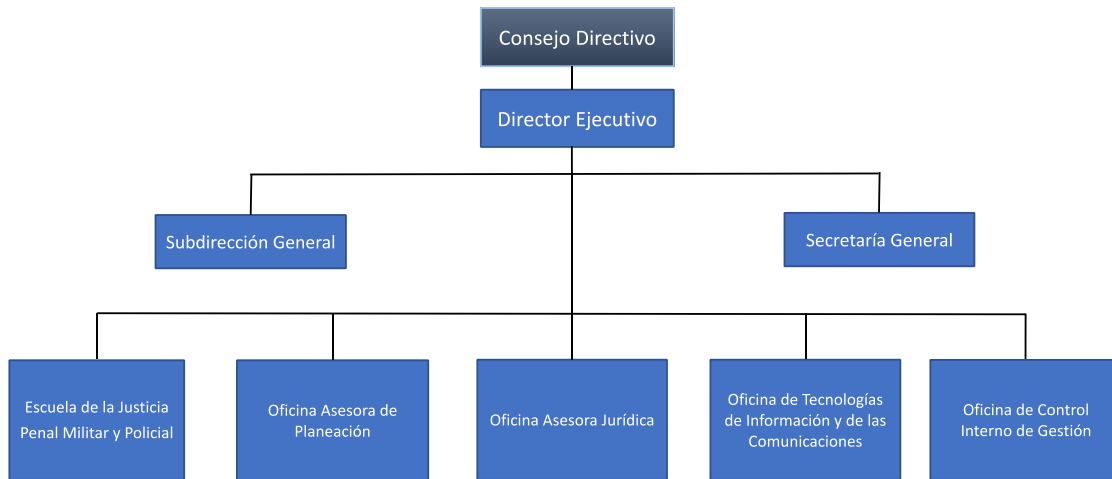 Consejo Directivo
Director Ejecutivo
Subdirección General
Secretaría General
Escuela de la Justicia
Penal Militar y Policial
Oficina Asesora de
Planeación
Oficina Asesora Jurídica
Oficina de Tecnologías
de Información y de las
Comunicaciones
Oficina de Control
Interno de Gestión